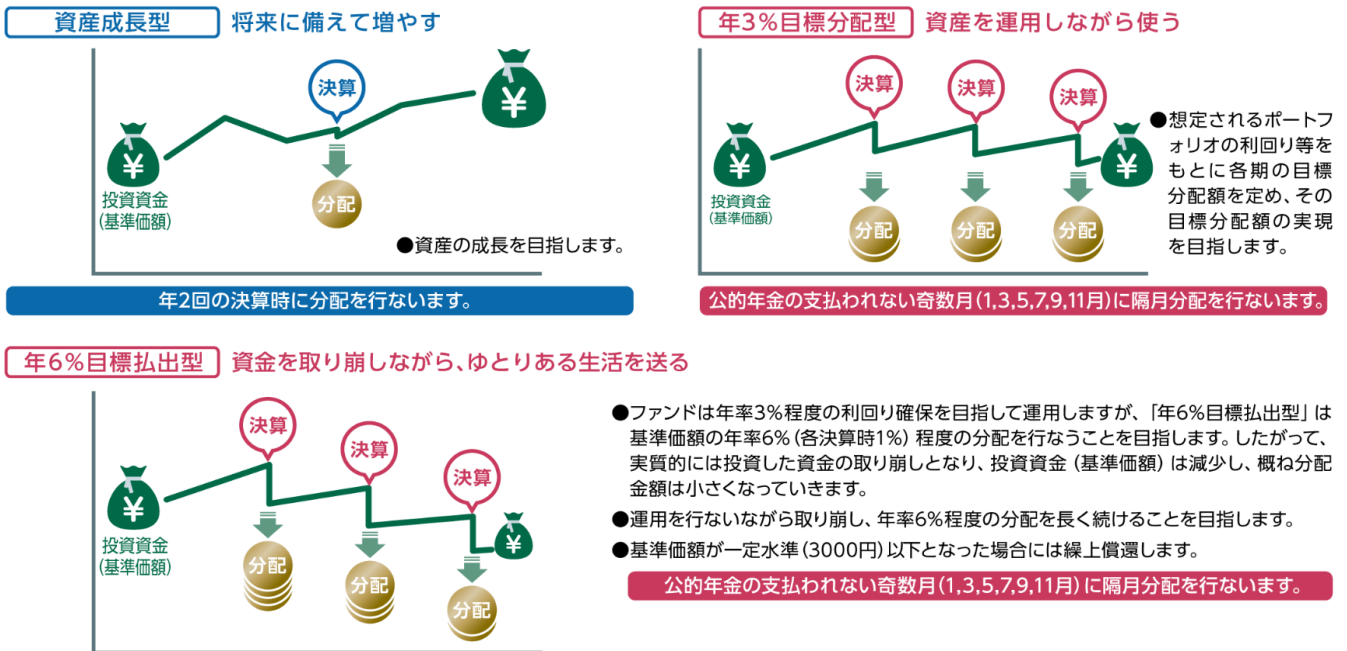 資産成長型 将来に備えて増やす
決算
¥
¥
投資資金
(基準価額)
分配
●資産の成長を目指します。
年2回の決算時に分配を行ないます。
年3%目標分配型 資産を運用しながら使う
決算
決算
決算
¥
¥
投資資金
(基準価額)
分配
分配
分配
●想定されるポートフ
ォリオの利回り等を
もとに各期の目標
分配額を定め、その
目標分配額の実現
を目指します。
公的年金の支払われない奇数月(1,3,5,7,9,11月)に隔月分配を行ないます。
年6%目標払出型 資金を取り崩しながら、ゆとりある生活を送る
決算
決算
決算
¥
¥
投資資金
(基準価額)
分配
分配
分配
●ファンドは年率3%程度の利回り確保を目指して運用しますが、「年6%目標払出型」は
基準価額の年率6%(各決算時1%)程度の分配を行なうことを目指します。したがって、
実質的には投資した資金の取り崩しとなり、投資資金(基準価額)は減少し、概ね分配
金額は小さくなっていきます。
●運用を行ないながら取り崩し、年率6%程度の分配を長く続けることを目指します。
●基準価額が一定水準(3000円)以下となった場合には繰上償還します。
公的年金の支払われない奇数月(1,3,5,7,9,11月)に隔月分配を行ないます。